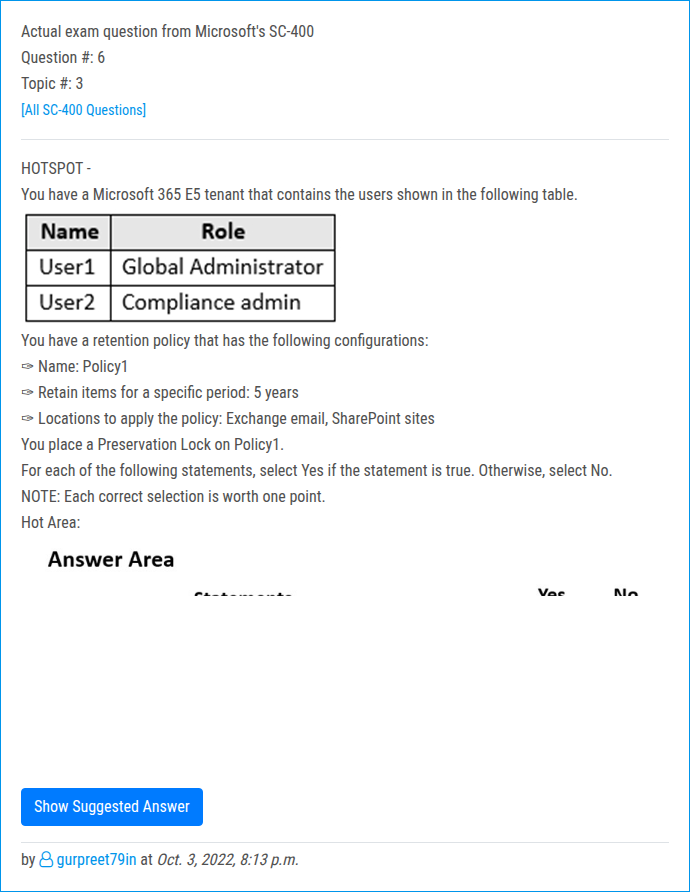 Actual exam question from Microsoft's SC-400
Question #: 6
Topic #: 3
[All SC-400 Questions]
HOTSPOT -
You have a Microsoft 365 E5 tenant that contains the users shown in the following table.
Name Role
User1 Global Administrator
User2 Compliance admin
You have a retention policy that has the following configurations:
✑ Name: Policy1
✑ Retain items for a specific period: 5 years
✑ Locations to apply the policy: Exchange email, SharePoint sites
You place a Preservation Lock on Policy1.
For each of the following statements, select Yes if the statement is true. Otherwise, select No.
NOTE: Each correct selection is worth one point.
Hot Area:
Answer Area
Statements Yes No
Show Suggested Answer
by gurpreet79in at Oct. 3, 2022, 8:13 p.m.